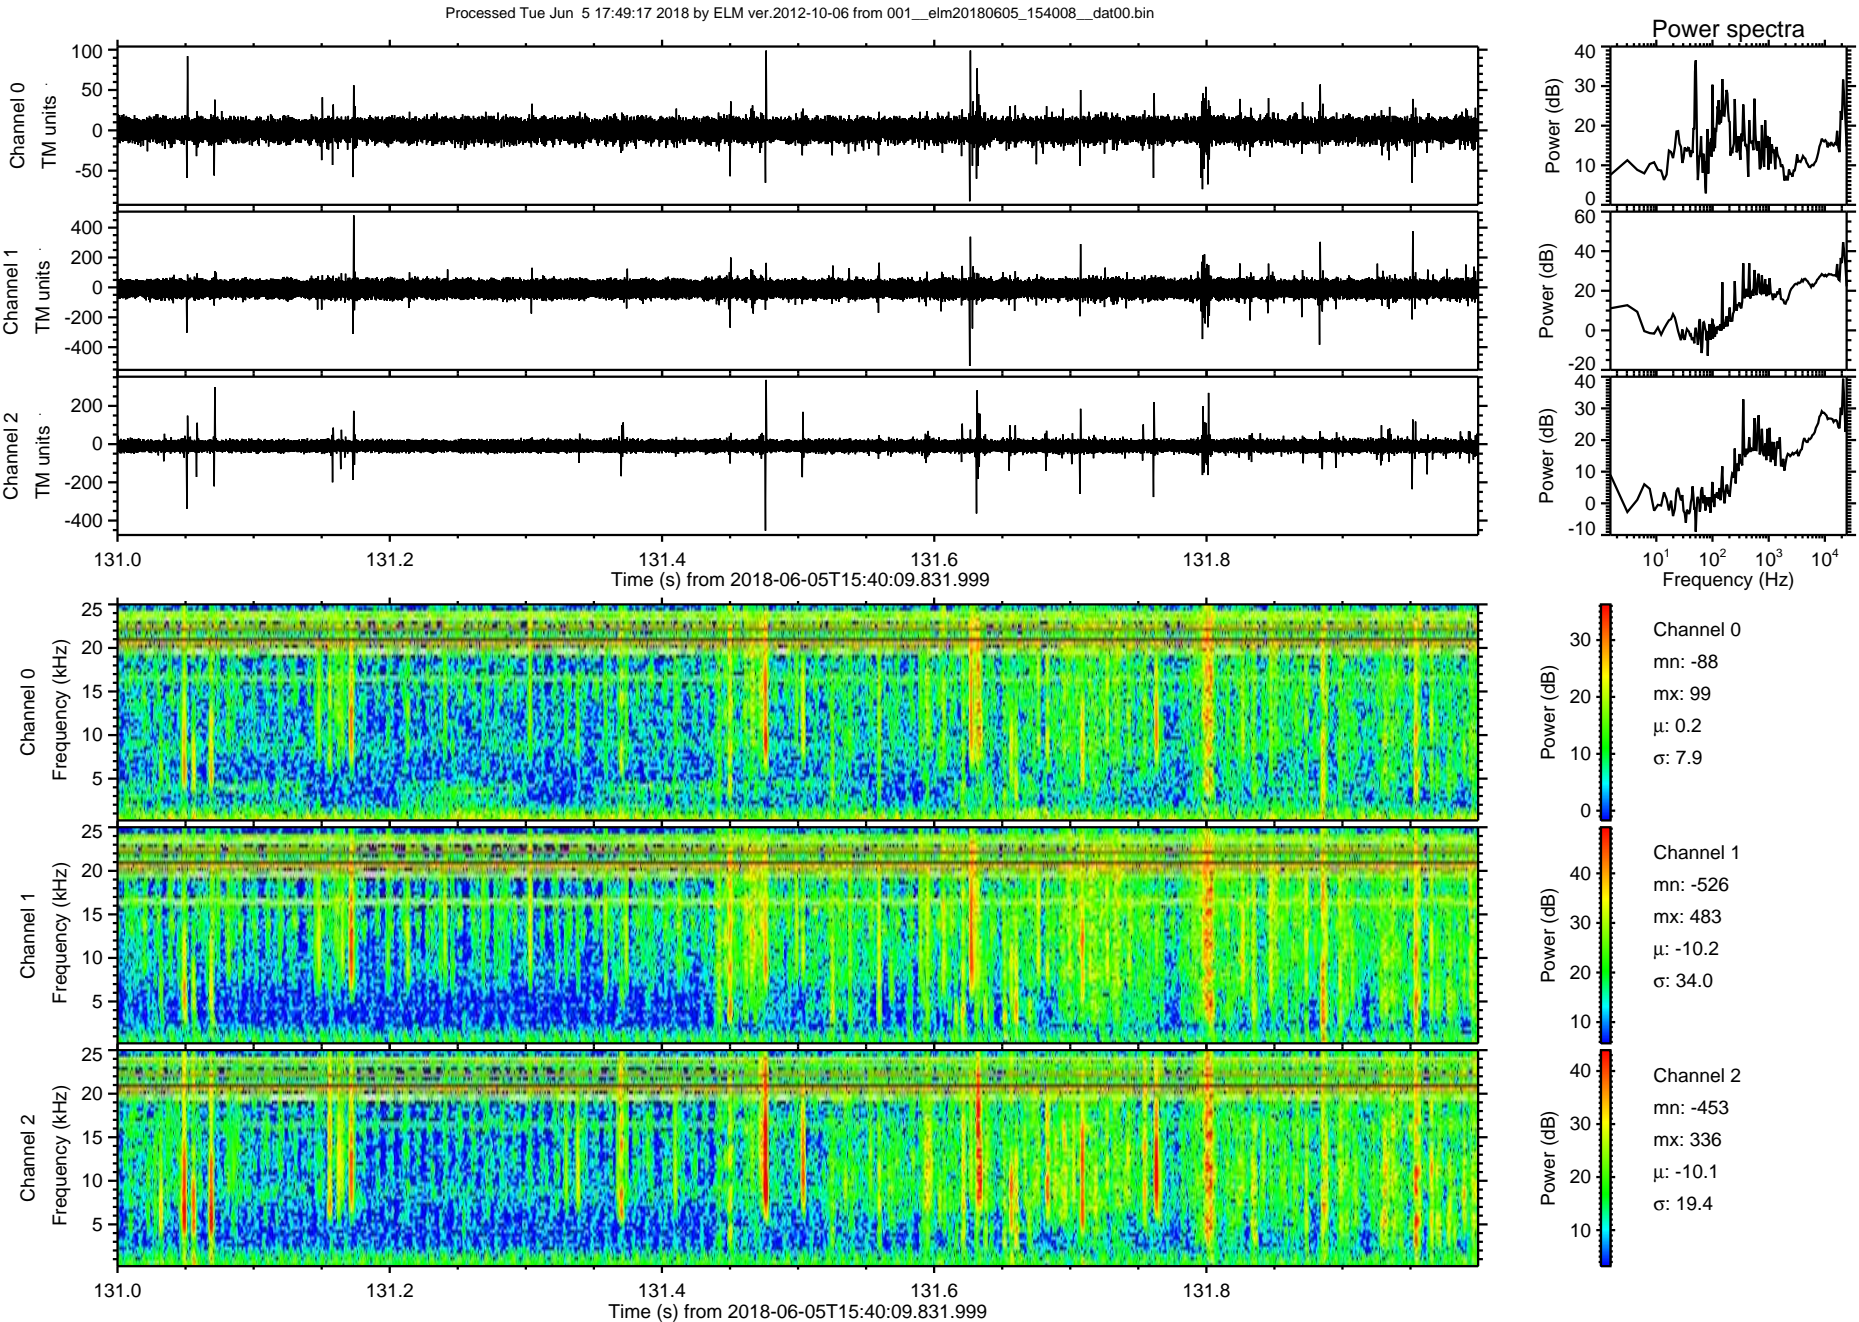 Processed Tue Jun  5 17:49:17 2018 by ELM ver.2012-10-06 from 001__elm20180605_154008__dat00.bin
Power spectra
Channel 0
TM units
100
50
0
-50
Power (dB)
40
30
20
10
0
Channel 1
TM units
400
200
0
-200
-400
Power (dB)
60
40
20
0
-20
Channel 2
TM units
200
0
-200
-400
Power (dB)
40
30
20
10
0
-10
131.0 131.2 131.4 131.6 131.8
Time (s) from 2018-06-05T15:40:09.831.999
10^1 10^2 10^3 10^4
Frequency (Hz)
Channel 0
Frequency (kHz)
25
20
15
10
5
Power (dB)
30
20
10
0
Channel 0
mn: -88
mx: 99
μ: 0.2
σ: 7.9
Channel 1
Frequency (kHz)
25
20
15
10
5
Power (dB)
40
30
20
10
Channel 1
mn: -526
mx: 483
μ: -10.2
σ: 34.0
Channel 2
Frequency (kHz)
25
20
15
10
5
Power (dB)
40
30
20
10
Channel 2
mn: -453
mx: 336
μ: -10.1
σ: 19.4
131.0 131.2 131.4 131.6 131.8
Time (s) from 2018-06-05T15:40:09.831.999